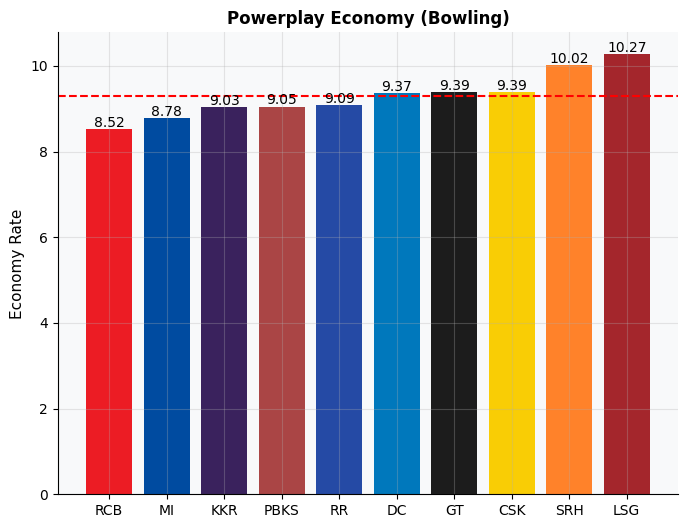 Powerplay Economy (Bowling)
Economy Rate
10
8
6
4
2
0
8.52
8.78
9.03
9.05
9.09
9.37
9.39
9.39
10.02
10.27
RCB
MI
KKR
PBKS
RR
DC
GT
CSK
SRH
LSG